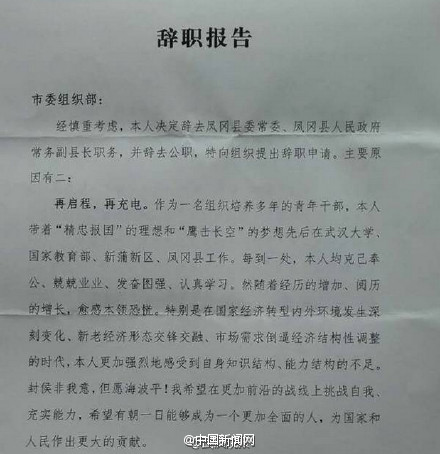 辞职报告
市委组织部：
经慎重考虑，本人决定辞去凤冈县委常委、凤冈县人民政府
常务副县长职务，并辞去公职，特向组织提出辞职申请。主要原
因有二：
再启程，再充电。作为一名组织培养多年的青年干部，本人
带着“精忠报国”的理想和“鹰击长空”的梦想先后在武汉大学、
国家教育部、新蒲新区、凤冈县工作。每到一处，本人均克己奉
公、兢兢业业、发奋图强、认真学习。然随着经历的增加、阅历
的增长，愈感本领恐慌。特别是在国家经济转型内外环境发生深
刻变化、新老经济形态交锋交融、市场需求倒逼经济结构性调整
的时代，本人更加强烈地感受到自身知识结构、能力结构的不足。
封侯非我意，但愿海波平！我希望在更加前沿的战线上挑战自我、
充实能力，希望有朝一日能够成为一个更加全面的人，为国家和
人民作出更大的贡献。
@中国新闻网